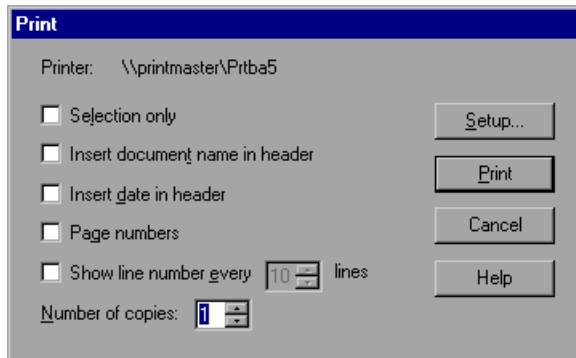 Print
Printer: \\printmaster\Prtba5
Selection only
Insert document name in header
Insert date in header
Page numbers
Show line number every 10 lines
Number of copies: 1
Setup...
Print
Cancel
Help